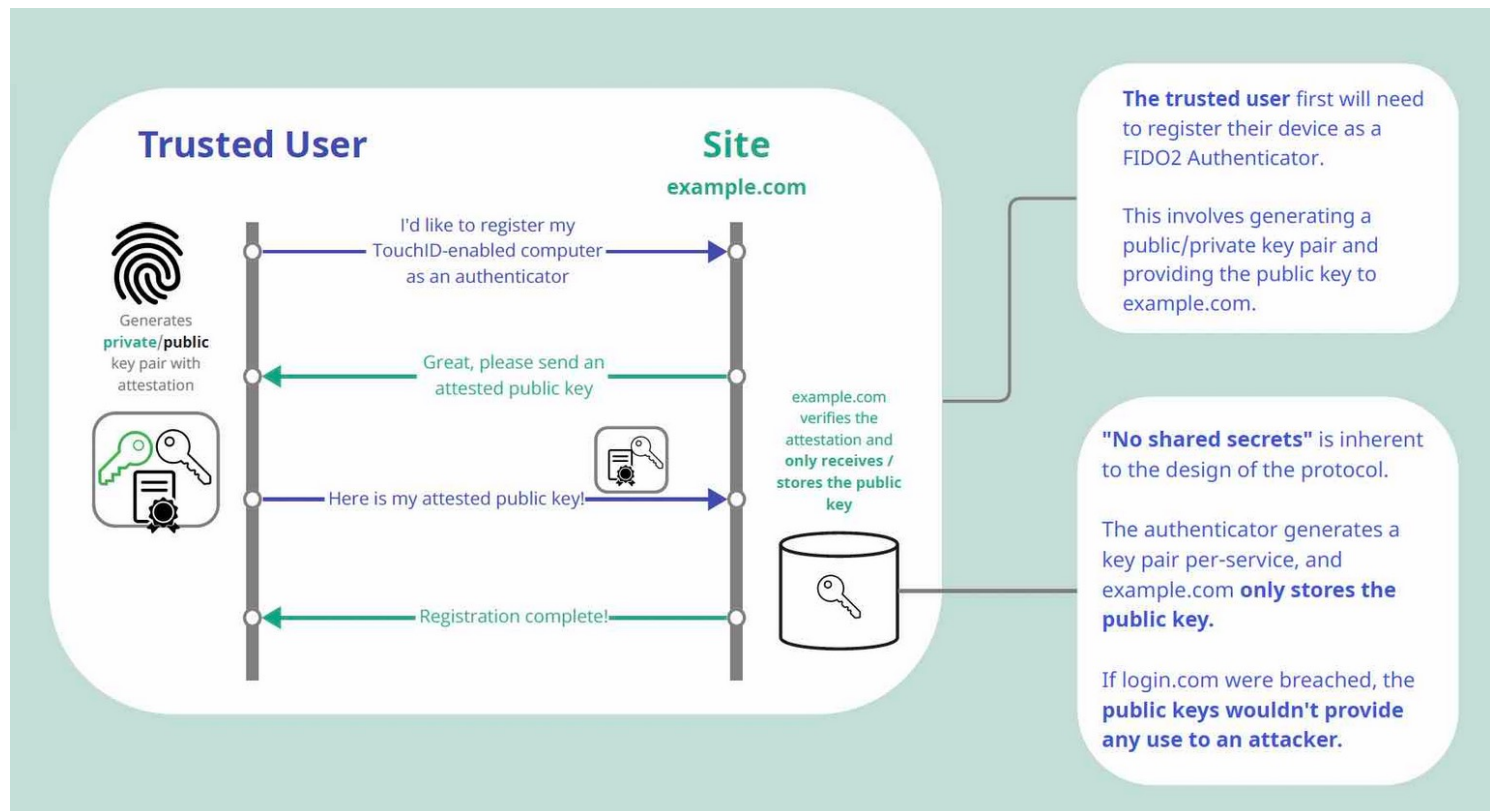 Trusted User
Site
example.com
I'd like to register my
TouchID-enabled computer
as an authenticator
Generates
private/public
key pair with
attestation
Great, please send an
attested public key
example.com
verifies the
attestation and
only receives /
stores the public
key
Here is my attested public key!
Registration complete!
The trusted user first will need
to register their device as a
FIDO2 Authenticator.
This involves generating a
public/private key pair and
providing the public key to
example.com.
"No shared secrets" is inherent
to the design of the protocol.
The authenticator generates a
key pair per-service, and
example.com only stores the
public key.
If login.com were breached, the
public keys wouldn't provide
any use to an attacker.